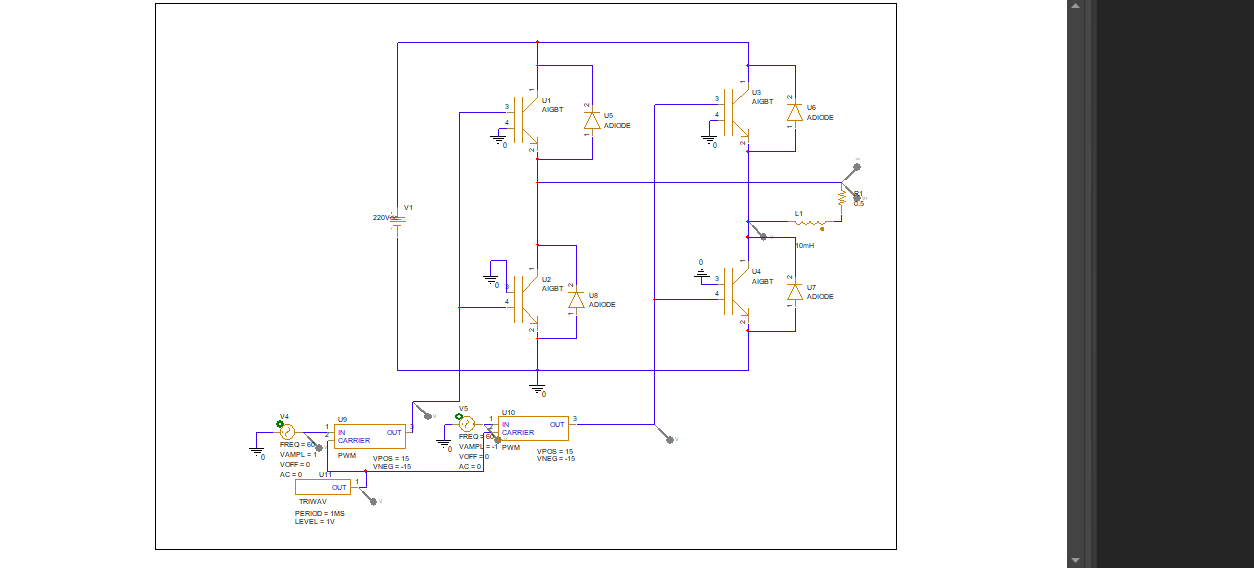 1
1
U1
AIGBT
3
4
0
2
2
U5
ADIODE
1
U3
AIGBT
3
4
0
2
2
U6
ADIODE
1
V1
220V
R1
0.5
L1
10mH
1
U2
AIGBT
0
3
4
2
2
U8
ADIODE
1
0
1
U4
AIGBT
3
4
2
2
U7
ADIODE
1
0
V4
FREQ = 60
VAMPL = 1
VOFF = 0
AC = 0
0
U9
1
2
IN
CARRIER
OUT
3
PWM
VPOS = 15
VNEG = -15
V5
FREQ = 60
VAMPL = -1
VOFF = 0
AC = 0
0
U10
1
2
IN
CARRIER
OUT
3
PWM
VPOS = 15
VNEG = -15
U11
OUT
1
TRIWAV
PERIOD = 1MS
LEVEL = 1V